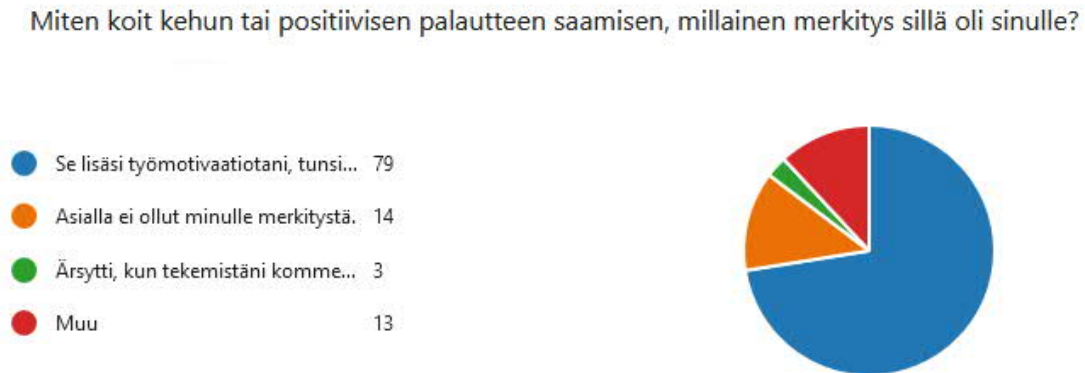 Miten koit kehun tai positiivisen palautteen saamisen, millainen merkitys sillä oli sinulle?
Se lisäsi työmotivaatiotani, tunsi... 79
Asialla ei ollut minulle merkitystä. 14
Ärsytti, kun tekemistäni komme... 3
Muu 13